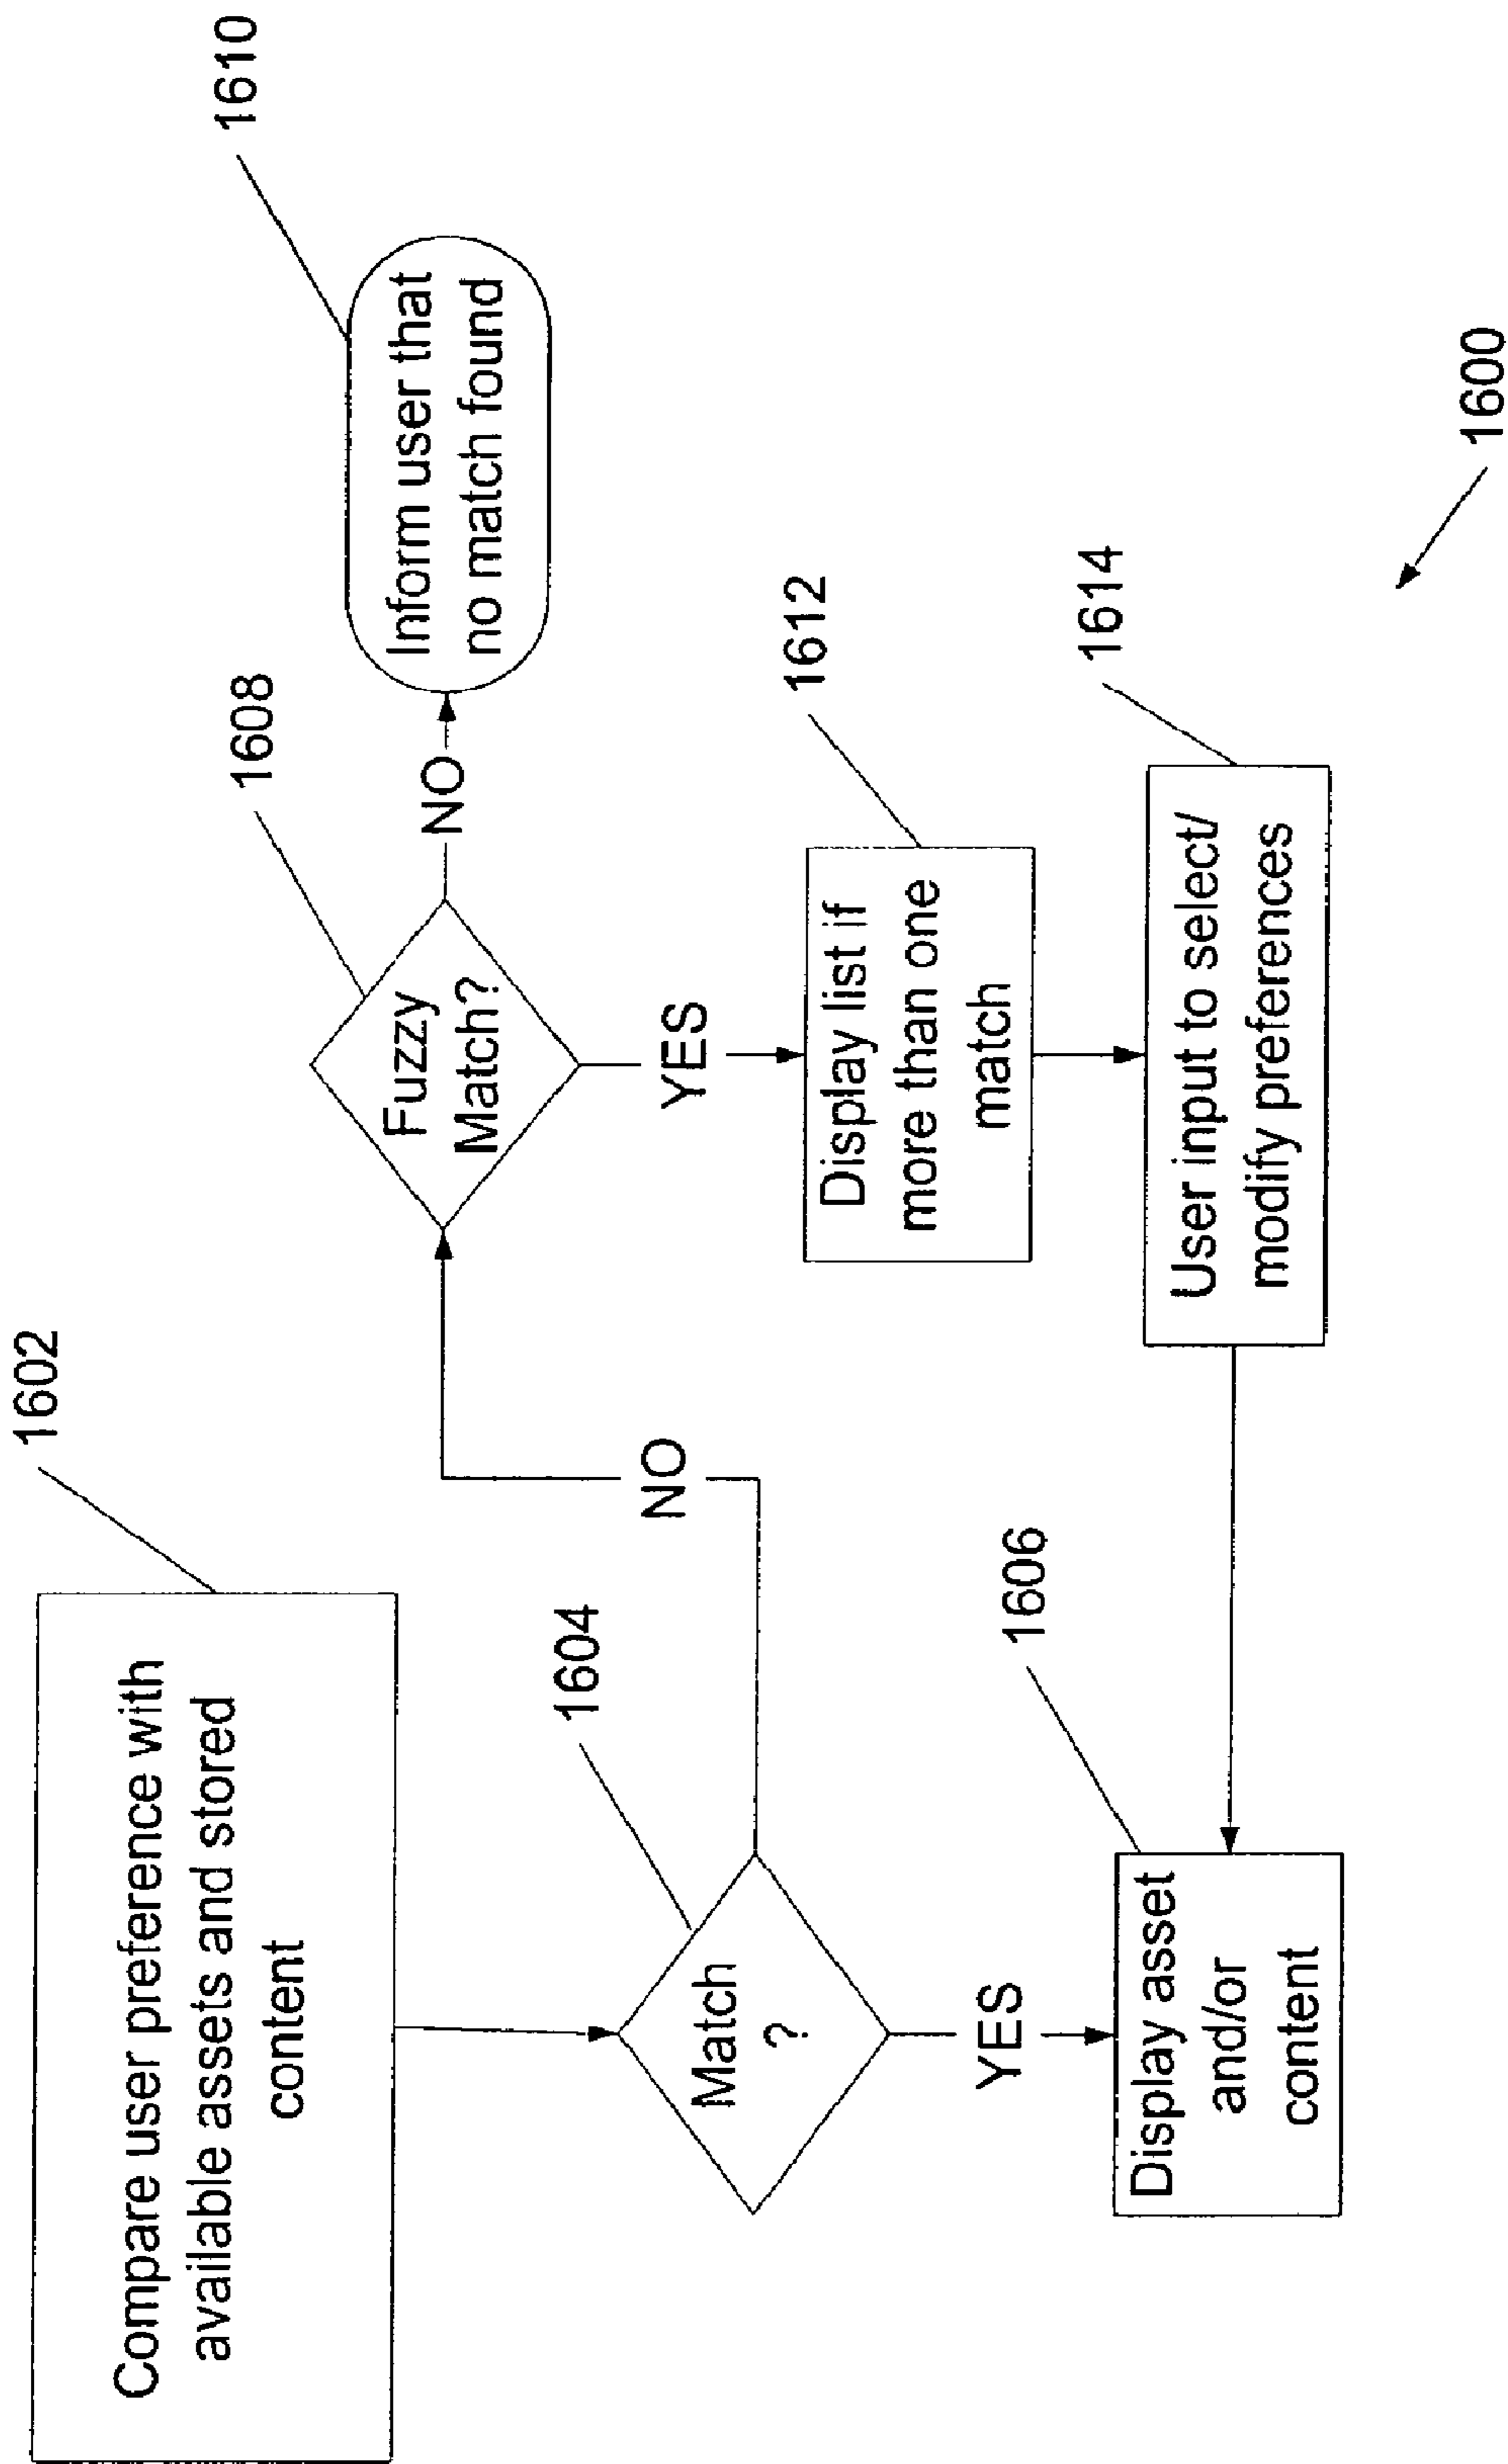 1602
Compare user preference with
available assets and stored
content
1604
Match
?
NO
YES
1606
Display asset
and/or
content
1608
Fuzzy
Match?
NO
1610
Inform user that
no match found
YES
1612
Display list if
more than one
match
1614
User input to select/
modify preferences
1600